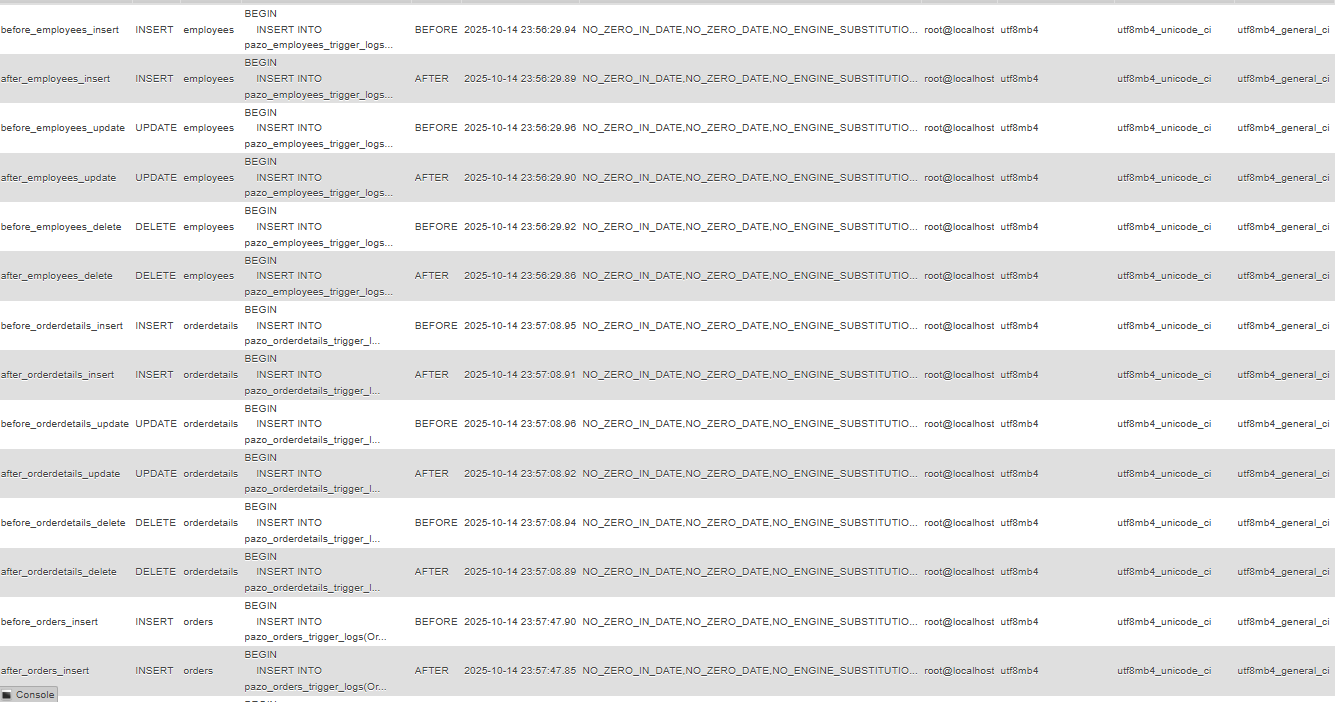 BEGIN
before_employees_insert INSERT employees INSERT INTO BEFORE 2025-10-14 23:56:29.94 NO_ZERO_IN_DATE,NO_ZERO_DATE,NO_ENGINE_SUBSTITUTIO... root@localhost utf8mb4 utf8mb4_unicode_ci utf8mb4_general_ci
pazo_employees_trigger_logs...
BEGIN
after_employees_insert INSERT employees INSERT INTO AFTER 2025-10-14 23:56:29.89 NO_ZERO_IN_DATE,NO_ZERO_DATE,NO_ENGINE_SUBSTITUTIO... root@localhost utf8mb4 utf8mb4_unicode_ci utf8mb4_general_ci
pazo_employees_trigger_logs...
BEGIN
before_employees_update UPDATE employees INSERT INTO BEFORE 2025-10-14 23:56:29.96 NO_ZERO_IN_DATE,NO_ZERO_DATE,NO_ENGINE_SUBSTITUTIO... root@localhost utf8mb4 utf8mb4_unicode_ci utf8mb4_general_ci
pazo_employees_trigger_logs...
BEGIN
after_employees_update UPDATE employees INSERT INTO AFTER 2025-10-14 23:56:29.90 NO_ZERO_IN_DATE,NO_ZERO_DATE,NO_ENGINE_SUBSTITUTIO... root@localhost utf8mb4 utf8mb4_unicode_ci utf8mb4_general_ci
pazo_employees_trigger_logs...
BEGIN
before_employees_delete DELETE employees INSERT INTO BEFORE 2025-10-14 23:56:29.92 NO_ZERO_IN_DATE,NO_ZERO_DATE,NO_ENGINE_SUBSTITUTIO... root@localhost utf8mb4 utf8mb4_unicode_ci utf8mb4_general_ci
pazo_employees_trigger_logs...
BEGIN
after_employees_delete DELETE employees INSERT INTO AFTER 2025-10-14 23:56:29.86 NO_ZERO_IN_DATE,NO_ZERO_DATE,NO_ENGINE_SUBSTITUTIO... root@localhost utf8mb4 utf8mb4_unicode_ci utf8mb4_general_ci
pazo_employees_trigger_logs...
BEGIN
before_orderdetails_insert INSERT orderdetails INSERT INTO BEFORE 2025-10-14 23:57:08.95 NO_ZERO_IN_DATE,NO_ZERO_DATE,NO_ENGINE_SUBSTITUTIO... root@localhost utf8mb4 utf8mb4_unicode_ci utf8mb4_general_ci
pazo_orderdetails_trigger_l...
BEGIN
after_orderdetails_insert INSERT orderdetails INSERT INTO AFTER 2025-10-14 23:57:08.91 NO_ZERO_IN_DATE,NO_ZERO_DATE,NO_ENGINE_SUBSTITUTIO... root@localhost utf8mb4 utf8mb4_unicode_ci utf8mb4_general_ci
pazo_orderdetails_trigger_l...
BEGIN
before_orderdetails_update UPDATE orderdetails INSERT INTO BEFORE 2025-10-14 23:57:08.96 NO_ZERO_IN_DATE,NO_ZERO_DATE,NO_ENGINE_SUBSTITUTIO... root@localhost utf8mb4 utf8mb4_unicode_ci utf8mb4_general_ci
pazo_orderdetails_trigger_l...
BEGIN
after_orderdetails_update UPDATE orderdetails INSERT INTO AFTER 2025-10-14 23:57:08.92 NO_ZERO_IN_DATE,NO_ZERO_DATE,NO_ENGINE_SUBSTITUTIO... root@localhost utf8mb4 utf8mb4_unicode_ci utf8mb4_general_ci
pazo_orderdetails_trigger_l...
BEGIN
before_orderdetails_delete DELETE orderdetails INSERT INTO BEFORE 2025-10-14 23:57:08.94 NO_ZERO_IN_DATE,NO_ZERO_DATE,NO_ENGINE_SUBSTITUTIO... root@localhost utf8mb4 utf8mb4_unicode_ci utf8mb4_general_ci
pazo_orderdetails_trigger_l...
BEGIN
after_orderdetails_delete DELETE orderdetails INSERT INTO AFTER 2025-10-14 23:57:08.89 NO_ZERO_IN_DATE,NO_ZERO_DATE,NO_ENGINE_SUBSTITUTIO... root@localhost utf8mb4 utf8mb4_unicode_ci utf8mb4_general_ci
pazo_orderdetails_trigger_l...
BEGIN
before_orders_insert INSERT orders INSERT INTO BEFORE 2025-10-14 23:57:47.90 NO_ZERO_IN_DATE,NO_ZERO_DATE,NO_ENGINE_SUBSTITUTIO... root@localhost utf8mb4 utf8mb4_unicode_ci utf8mb4_general_ci
pazo_orders_trigger_logs(Or...
BEGIN
after_orders_insert INSERT orders INSERT INTO AFTER 2025-10-14 23:57:47.85 NO_ZERO_IN_DATE,NO_ZERO_DATE,NO_ENGINE_SUBSTITUTIO... root@localhost utf8mb4 utf8mb4_unicode_ci utf8mb4_general_ci
pazo_orders_trigger_logs(Or...
Console